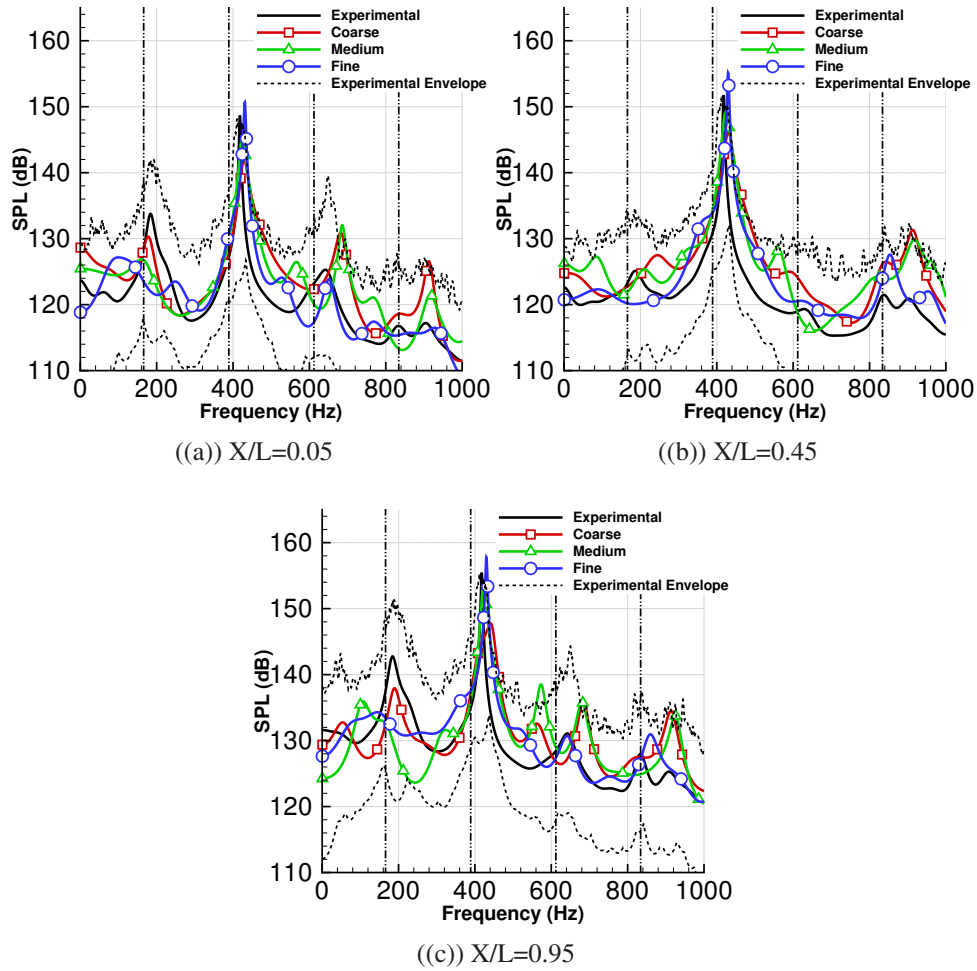 Experimental
Coarse
Medium
Fine
Experimental Envelope
SPL (dB)
160
150
140
130
120
110
0 200 400 600 800 1000
Frequency (Hz)
((a)) X/L=0.05
Experimental
Coarse
Medium
Fine
Experimental Envelope
SPL (dB)
160
150
140
130
120
110
0 200 400 600 800 1000
Frequency (Hz)
((b)) X/L=0.45
Experimental
Coarse
Medium
Fine
Experimental Envelope
SPL (dB)
160
150
140
130
120
110
0 200 400 600 800 1000
Frequency (Hz)
((c)) X/L=0.95